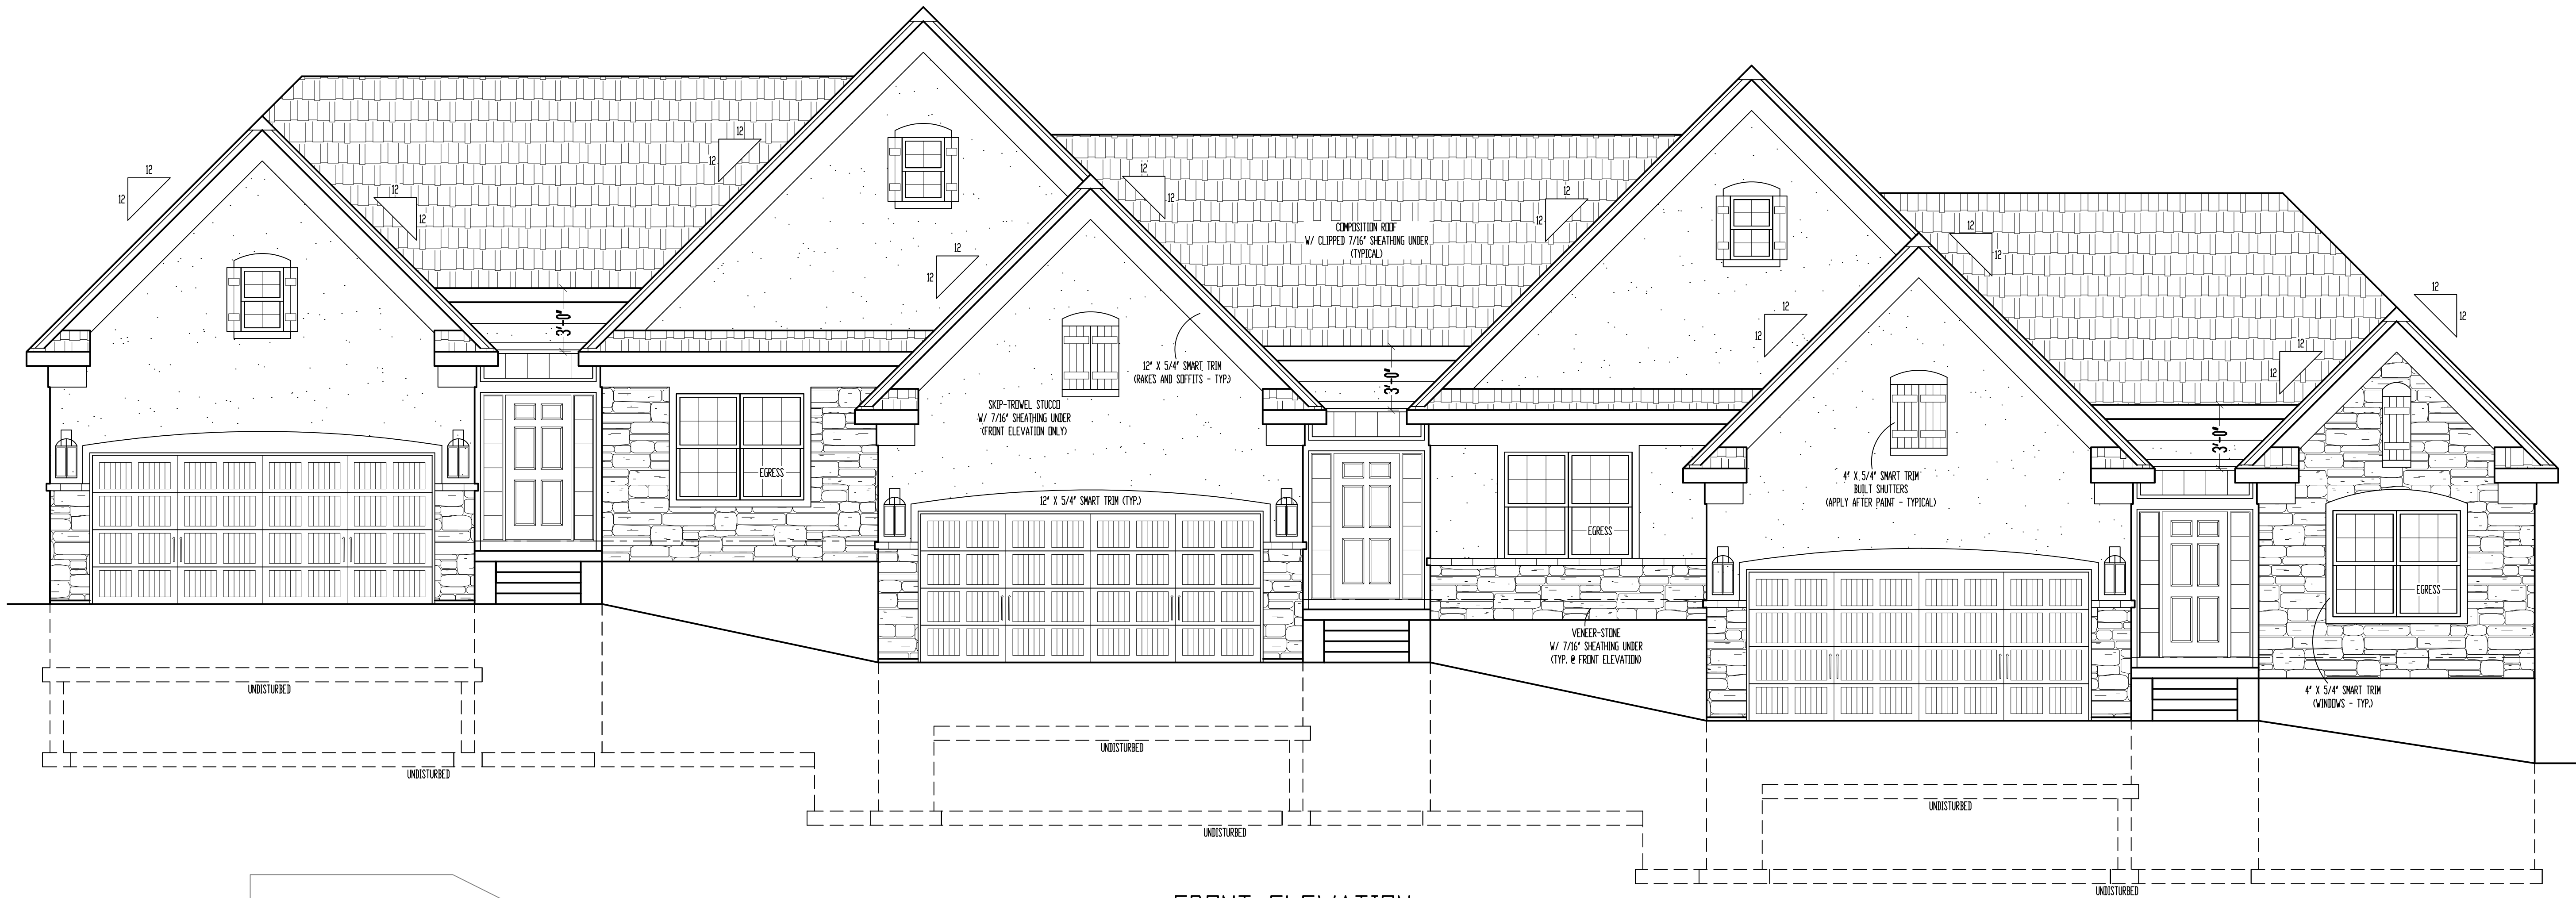 12
12
12
12
12
12
3'-0"
12
12
SKIP-TROWEL STUCCO
W/ 7/16" SHEATHING UNDER
(FRONT ELEVATION ONLY)
12
12
12" X 5/4" SMART TRIM
(RAKES AND SOFFITS - TYP.)
COMPOSITION ROOF
W/ CLIPPED 7/16" SHEATHING UNDER
(TYPICAL)
12
12
3'-0"
12
12
12
12
4" X 5/4" SMART TRIM
BUILT SHUTTERS
(APPLY AFTER PAINT - TYPICAL)
3'-0"
12
12
12
12
EGRESS
12" X 5/4" SMART TRIM (TYP.)
EGRESS
EGRESS
VENEER-STONE
W/ 7/16" SHEATHING UNDER
(TYP. @ FRONT ELEVATION)
4" X 5/4" SMART TRIM
(WINDOWS - TYP.)
UNDISTURBED
UNDISTURBED
UNDISTURBED
UNDISTURBED
UNDISTURBED
UNDISTURBED
FRONT ELEVATION